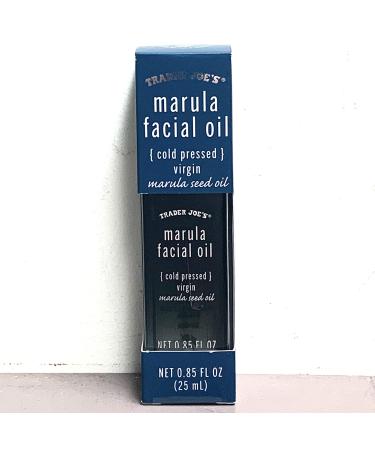 TRADER JOE'S®
marula
facial oil
{ cold pressed }
virgin
marula seed oil
TRADER JOE'S®
marula
facial oil
{ cold pressed }
virgin
marula seed oil
NET 0.85 FL OZ
NET 0.85 FL OZ
(25 mL)